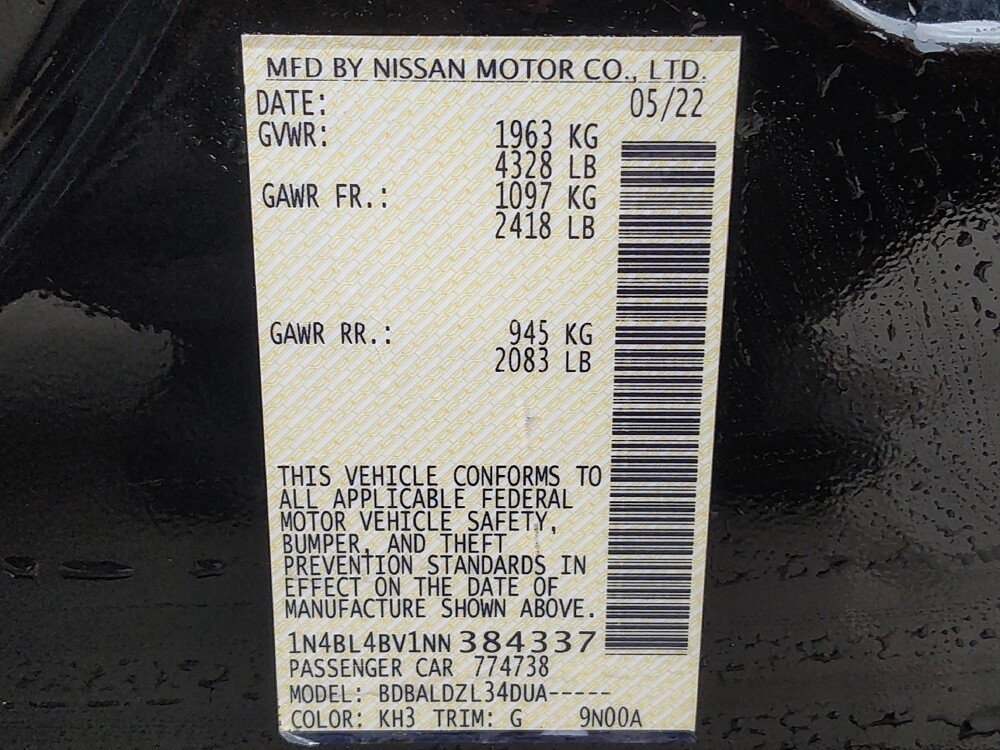 MFD BY NISSAN MOTOR CO., LTD.
DATE: 05/22
GVWR: 1963 KG
4328 LB
GAWR FR.: 1097 KG
2418 LB
GAWR RR.: 945 KG
2083 LB
THIS VEHICLE CONFORMS TO
ALL APPLICABLE FEDERAL
MOTOR VEHICLE SAFETY,
BUMPER, AND THEFT
PREVENTION STANDARDS IN
EFFECT ON THE DATE OF
MANUFACTURE SHOWN ABOVE.
1N4BL4BV1NN 384337
PASSENGER CAR 774738
MODEL: BDBALDZL34DUA-----
COLOR: KH3 TRIM: G 9N00A